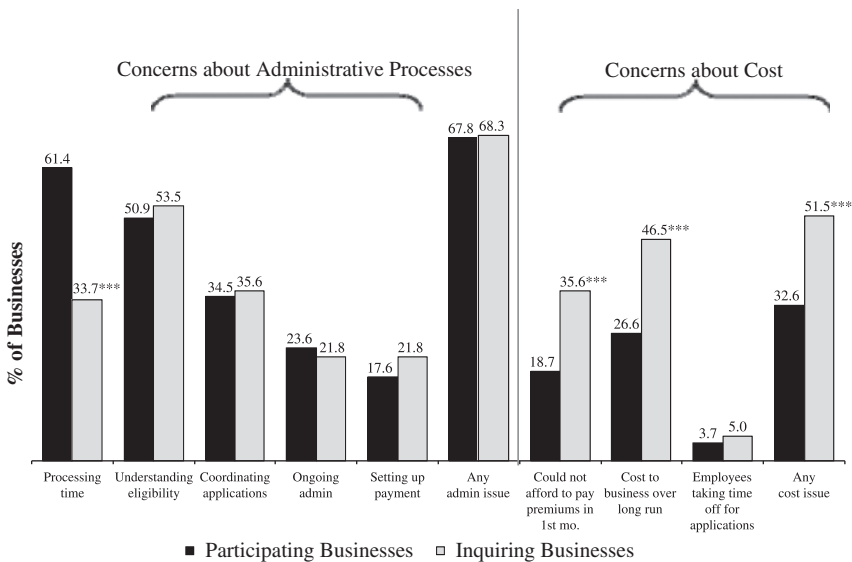 Concerns about Administrative Processes
Concerns about Cost
% of Businesses
61.4
33.7***
50.9
53.5
34.5
35.6
23.6
21.8
17.6
21.8
67.8
68.3
18.7
35.6***
26.6
46.5***
3.7
5.0
32.6
51.5***
Processing
time
Understanding
eligibility
Coordinating
applications
Ongoing
admin
Setting up
payment
Any
admin issue
Could not
afford to pay
premiums in
1st mo.
Cost to
business over
long run
Employees
taking time
off for
applications
Any
cost issue
Participating Businesses
Inquiring Businesses